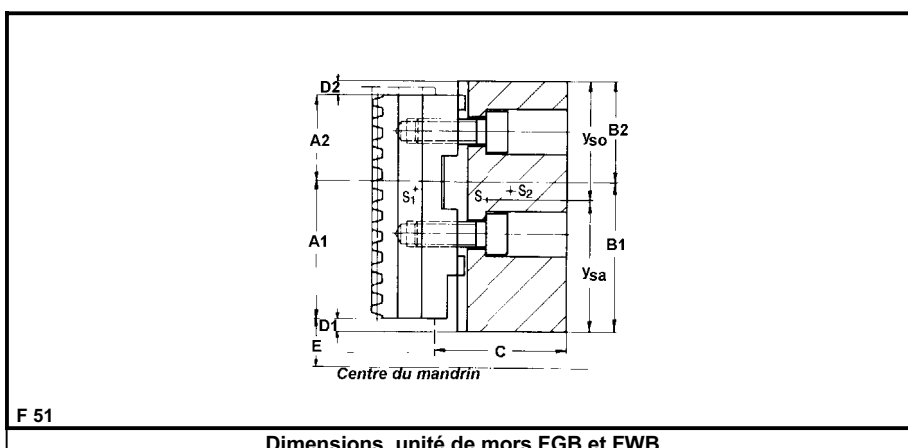 D2
A2
yso
B2
S1
S
S2
A1
ysa
B1
D1
E
C
Centre du mandrin
F 51
Dimensions, unité de mors FGB et FWB